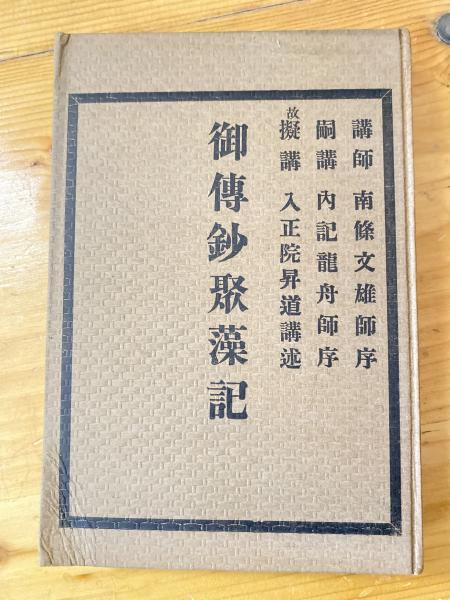 講師 南條文雄師序
嗣講 內記龍舟師序
故擬講 入正院昇道講述
御傳鈔聚藻記